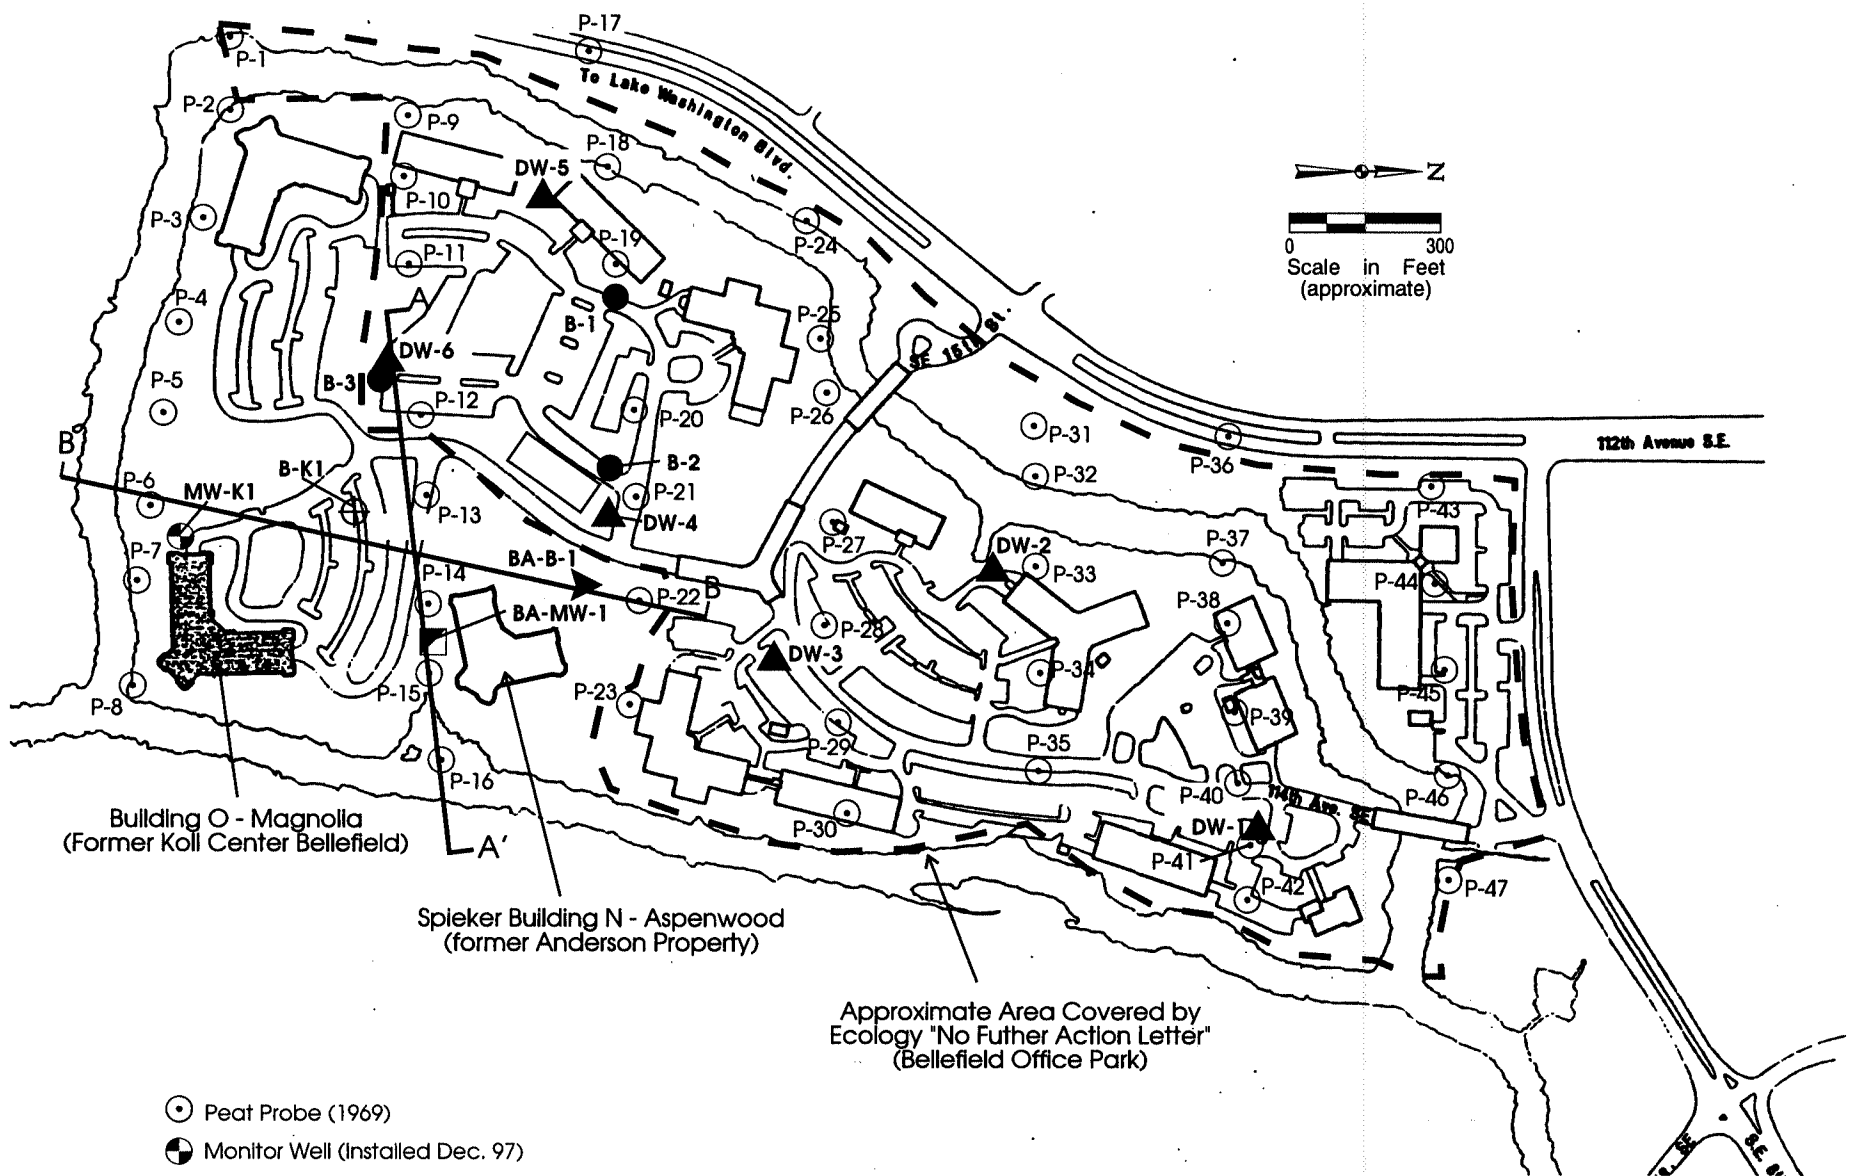 P-17
P-1
To Lake Washington Blvd.
P-2
P-9
P-18
DW-5
N
P-10
P-3
P-19
P-24
0 300
Scale in Feet
(approximate)
P-11
A
P-4
B-1
P-25
SE 15th St.
DW-6
B-3
P-5
P-12
P-20
P-26
P-31
P-36
112th Avenue S.E.
B'
B-K1
B-2
P-32
P-6
MW-K1
P-13
P-21
DW-4
P-43
P-27
DW-2
P-37
P-7
BA-B-1
P-14
P-33
P-44
P-22
B
P-38
BA-MW-1
P-28
DW-3
P-34
P-15
P-23
P-45
P-8
P-39
P-29
P-35
P-16
P-40
114th Ave. SE
P-46
Building O - Magnolia
(Former Koll Center Bellefield)
P-30
DW-1
A'
P-41
P-42
P-47
Spieker Building N - Aspenwood
(former Anderson Property)
Approximate Area Covered by
Ecology "No Futher Action Letter"
(Bellefield Office Park)
Peat Probe (1969)
Monitor Well (Installed Dec. 97)
SE
S.E.